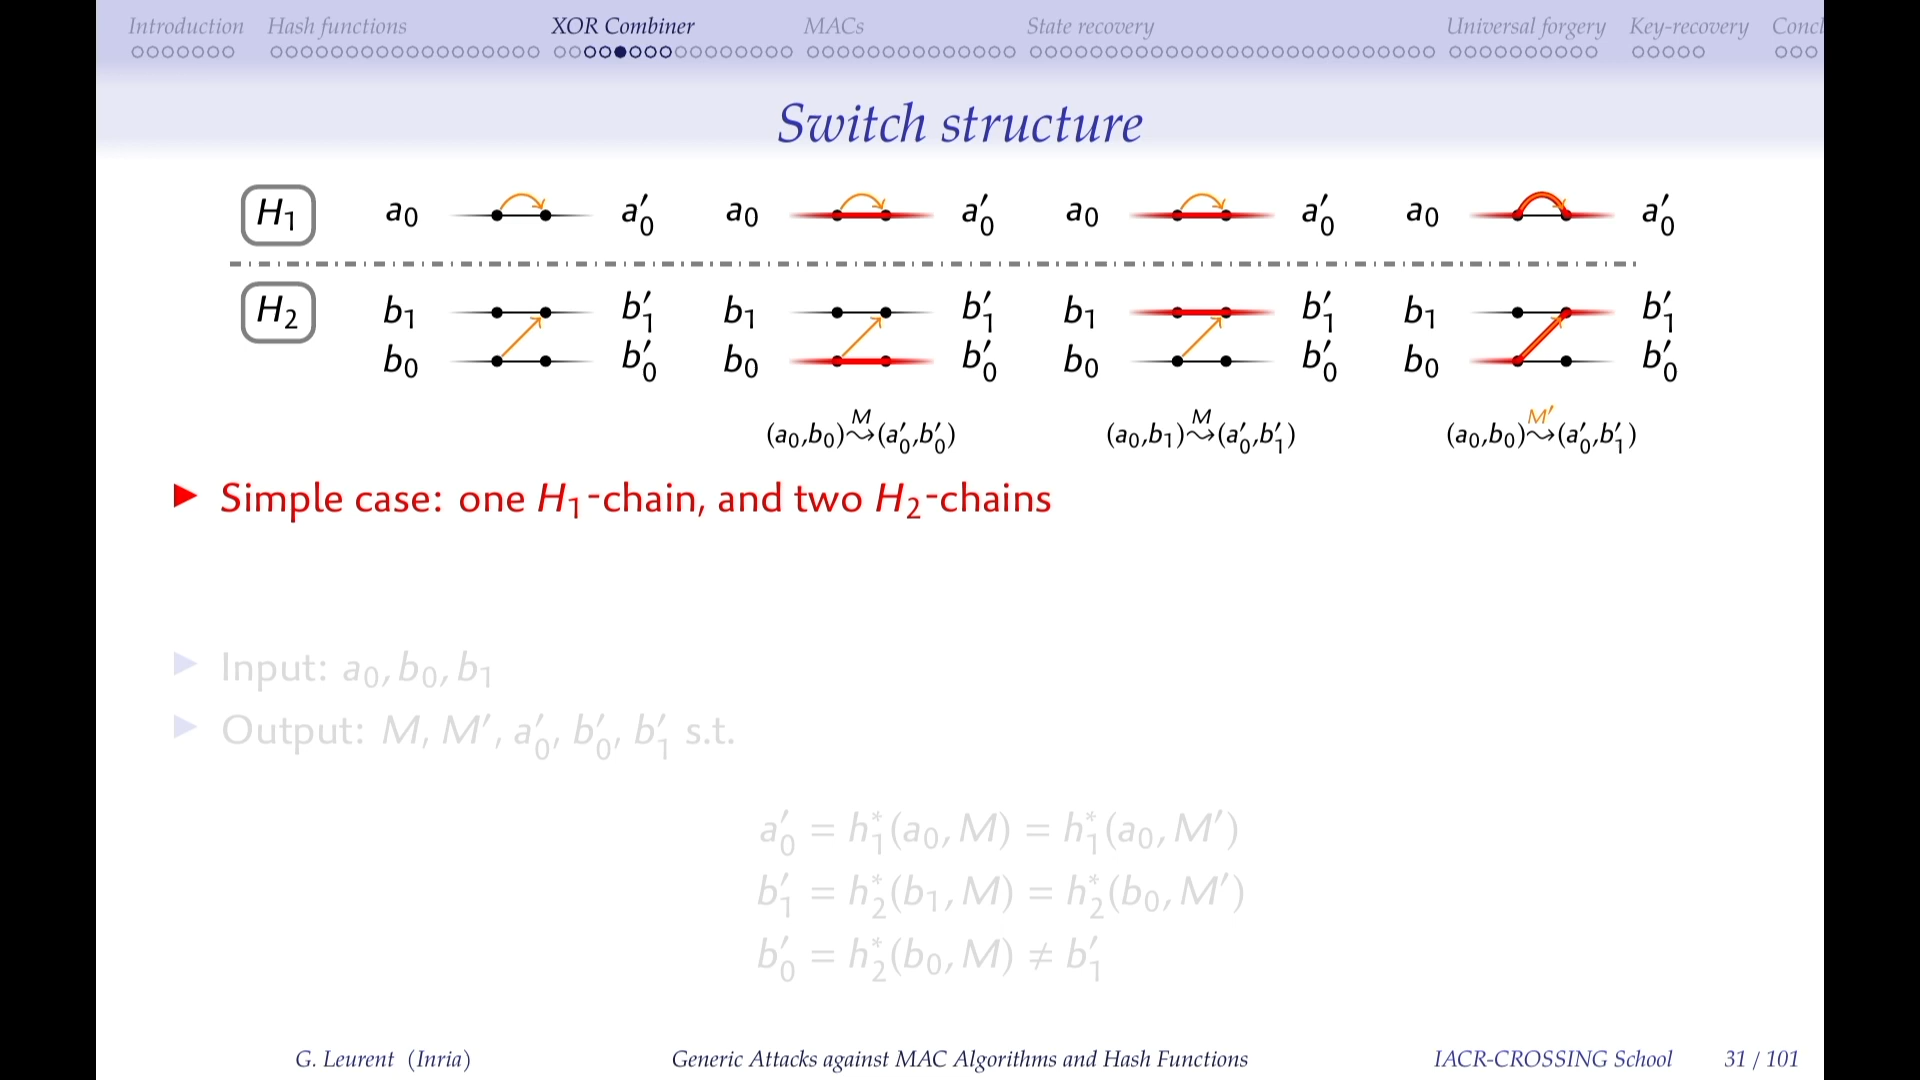 Introduction Hash functions XOR Combiner MACs State recovery Universal forgery Key-recovery Concl
Switch structure
H₁ a₀ a′₀ a₀ a′₀ a₀ a′₀ a₀ a′₀
H₂ b₁ b′₁ b₁ b′₁ b₁ b′₁ b₁ b′₁
b₀ b′₀ b₀ b′₀ b₀ b′₀ b₀ b′₀
M M M′
(a₀,b₀)⇝(a′₀,b′₀) (a₀,b₁)⇝(a′₀,b′₁) (a₀,b₀)⇝(a′₀,b′₁)
▶ Simple case: one H₁-chain, and two H₂-chains
▶ Input: a₀, b₀, b₁
▶ Output: M, M′, a′₀, b′₀, b′₁ s.t.
a′₀ = h*₁(a₀, M) = h*₁(a₀, M′)
b′₁ = h*₂(b₁, M) = h*₂(b₀, M′)
b′₀ = h*₂(b₀, M) ≠ b′₁
G. Leurent (Inria) Generic Attacks against MAC Algorithms and Hash Functions IACR-CROSSING School 31 / 101